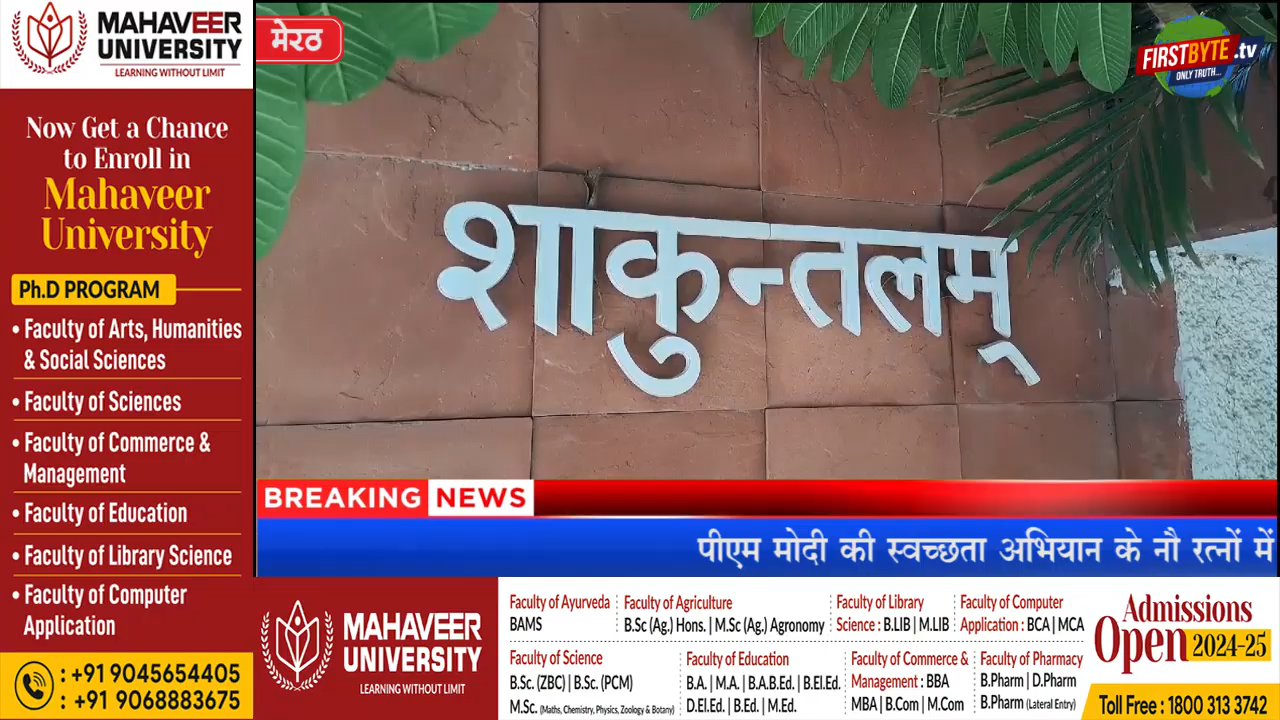 MAHAVEER
UNIVERSITY
LEARNING WITHOUT LIMIT
Now Get a Chance
to Enroll in
Mahaveer
University
Ph.D PROGRAM
• Faculty of Arts, Humanities
& Social Sciences
• Faculty of Sciences
• Faculty of Commerce &
Management
• Faculty of Education
• Faculty of Library Science
• Faculty of Computer
Application
: +91 9045654405
: +91 9068883675
मेरठ
FIRSTBYTE.tv
ONLY TRUTH...
शाकुन्तलम्
BREAKING NEWS
पीएम मोदी की स्वच्छता अभियान के नौ रत्नों में
MAHAVEER
UNIVERSITY
LEARNING WITHOUT LIMIT
Faculty of Ayurveda
BAMS
Faculty of Agriculture
B.Sc (Ag.) Hons. | M.Sc (Ag.) Agronomy
Faculty of Library
Science : B.LIB | M.LIB
Faculty of Computer
Application : BCA | MCA
Faculty of Science
B.Sc. (ZBC) | B.Sc. (PCM)
M.Sc. (Maths, Chemistry, Physics, Zoology & Botany)
Faculty of Education
B.A. | M.A. | B.A.B.Ed. | B.El.Ed.
D.El.Ed. | B.Ed. | M.Ed.
Faculty of Commerce &
Management : BBA
MBA | B.Com | M.Com
Faculty of Pharmacy
B.Pharm | D.Pharm
B.Pharm (Lateral Entry)
Admissions
Open 2024-25
Toll Free : 1800 313 3742